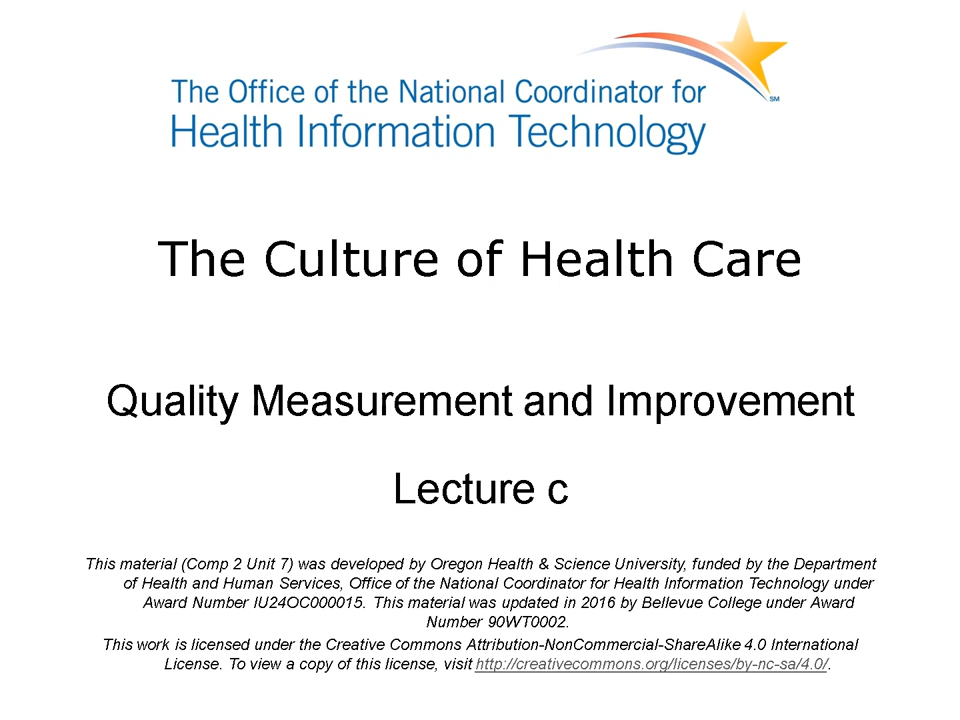 The Office of the National Coordinator for
Health Information Technology
SM
The Culture of Health Care
Quality Measurement and Improvement
Lecture c
This material (Comp 2 Unit 7) was developed by Oregon Health & Science University, funded by the Department
of Health and Human Services, Office of the National Coordinator for Health Information Technology under
Award Number IU24OC000015. This material was updated in 2016 by Bellevue College under Award
Number 90WT0002.
This work is licensed under the Creative Commons Attribution-NonCommercial-ShareAlike 4.0 International
License. To view a copy of this license, visit http://creativecommons.org/licenses/by-nc-sa/4.0/.